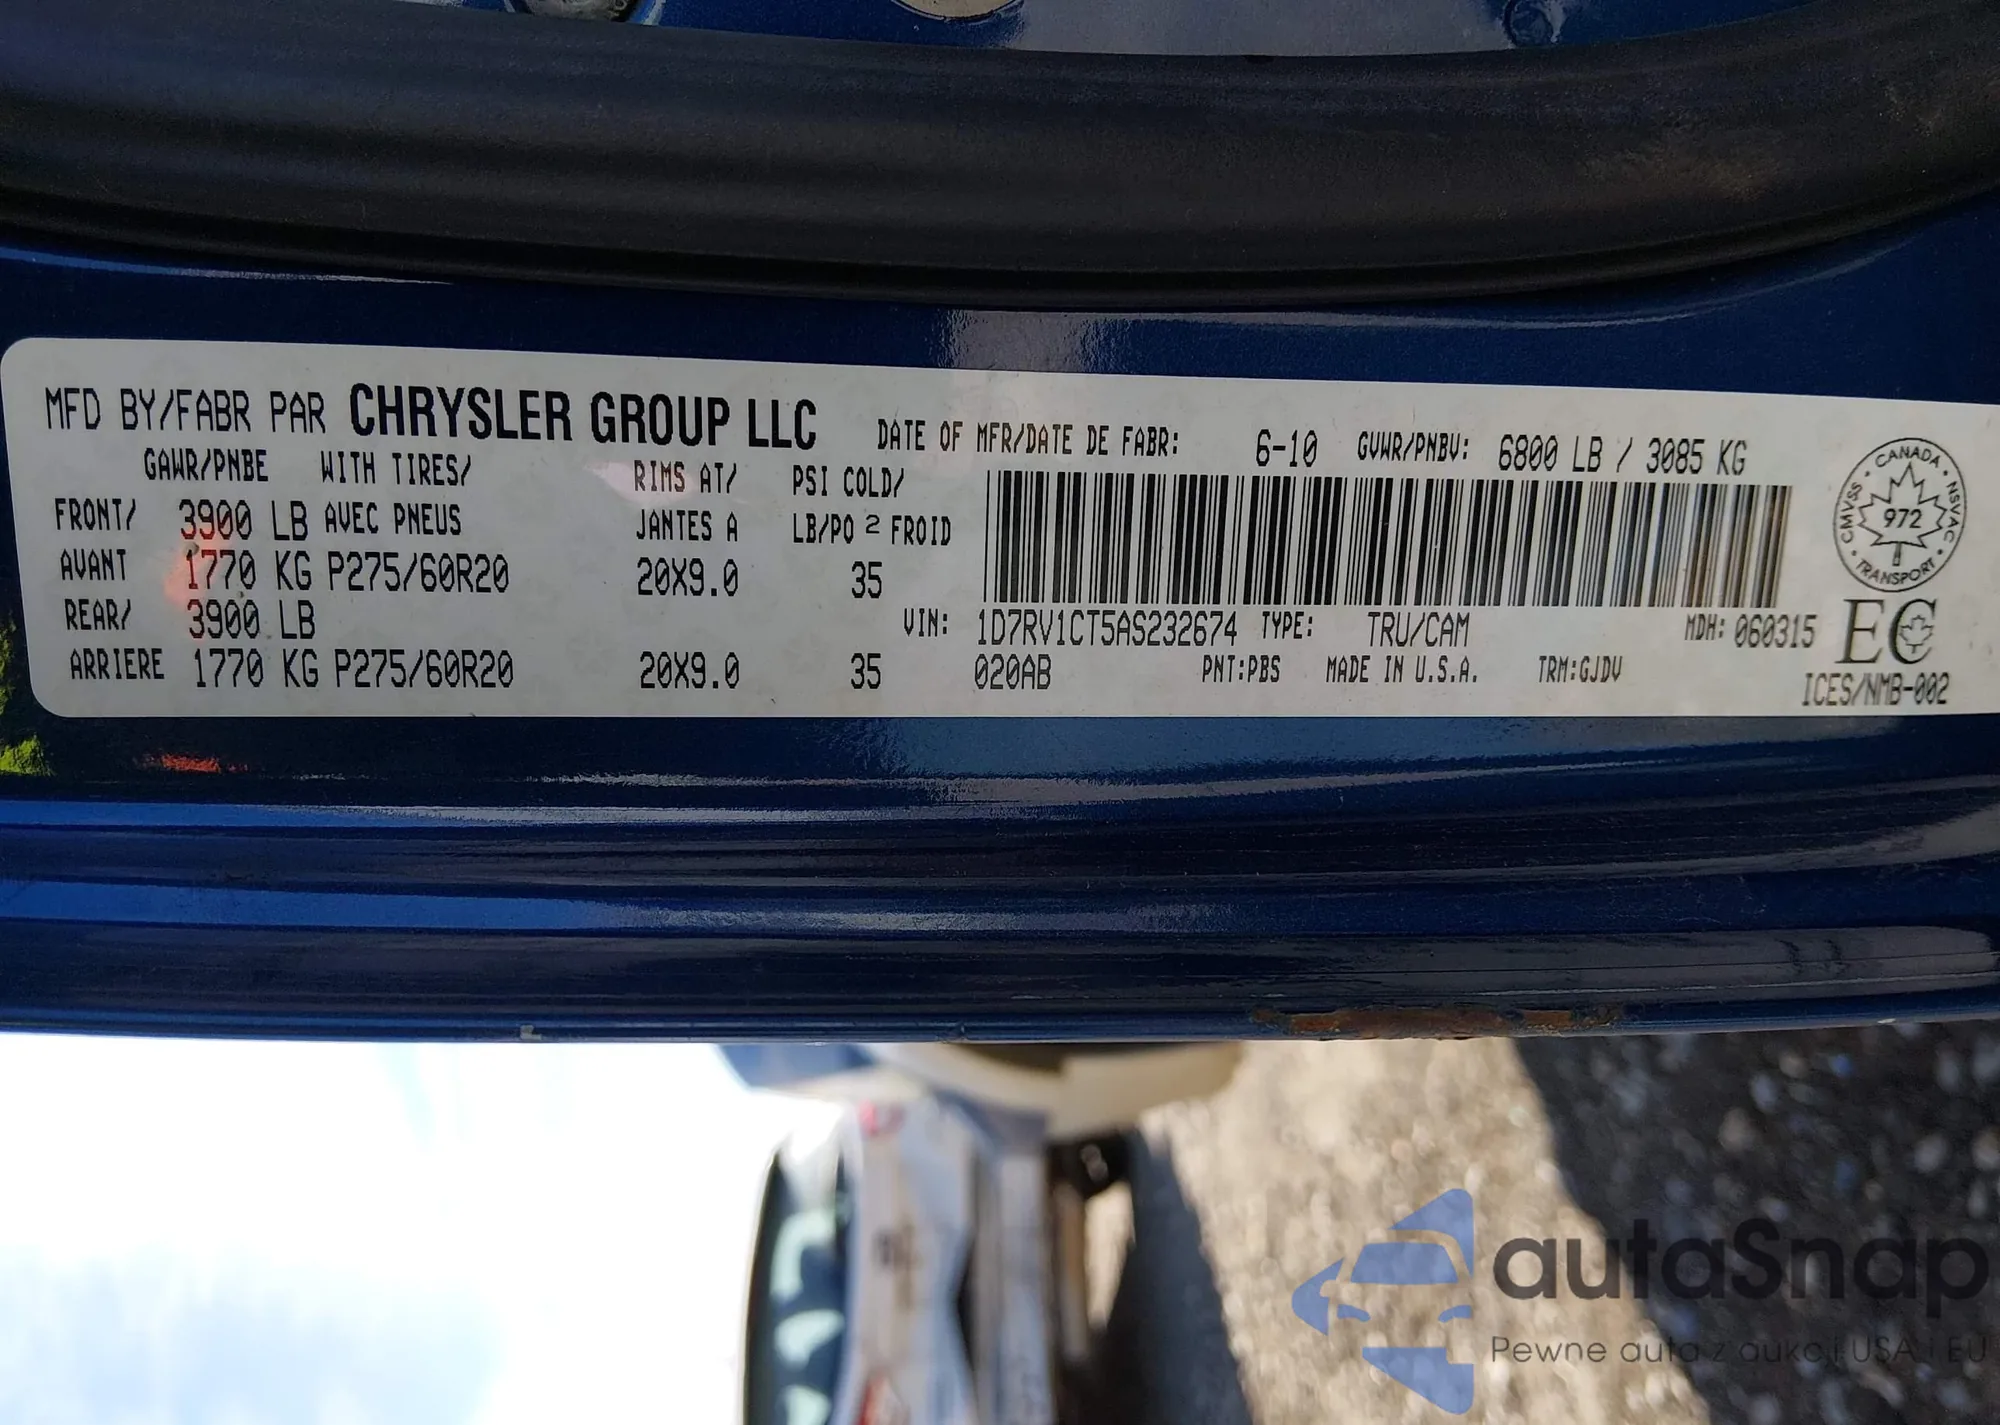 MFD BY/FABR PAR CHRYSLER GROUP LLC DATE OF MFR/DATE DE FABR: 6-10 GVWR/PNBV: 6800 LB / 3085 KG
GAWR/PNBE WITH TIRES/ RIMS AT/ PSI COLD/
FRONT/ 3900 LB AVEC PNEUS JANTES A LB/PO 2 FROID
AVANT 1770 KG P275/60R20 20X9.0 35
REAR/ 3900 LB VIN: 1D7RV1CT5AS232674 TYPE: TRU/CAM MDH: 060315
ARRIERE 1770 KG P275/60R20 20X9.0 35 020AB PNT:PBS MADE IN U.S.A. TRM:GJDV
CANADA
CMVSS NSVAC
972
TRANSPORT
EC
ICES/NMB-002
autaSnap
Pewne auta z aukcji USA i EU